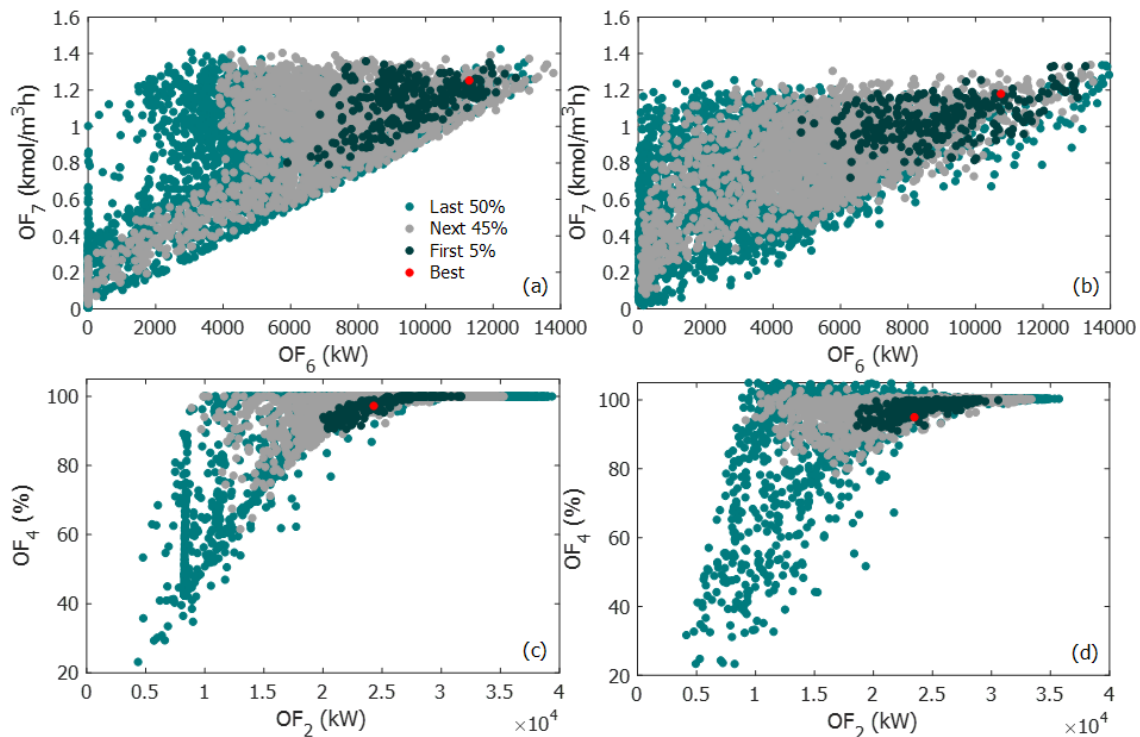 1.6
1.4
1.2
1
0.8
0.6
0.4
0.2
0
OF7 (kmol/m³h)
0 2000 4000 6000 8000 10000 12000 14000
OF6 (kW)
Last 50%
Next 45%
First 5%
Best
(a)
1.6
1.4
1.2
1
0.8
0.6
0.4
0.2
0
OF7 (kmol/m³h)
0 2000 4000 6000 8000 10000 12000 14000
OF6 (kW)
(b)
100
80
60
40
20
OF4 (%)
0 0.5 1 1.5 2 2.5 3 3.5 4
OF2 (kW)
×10⁴
(c)
100
80
60
40
20
OF4 (%)
0 0.5 1 1.5 2 2.5 3 3.5 4
OF2 (kW)
×10⁴
(d)